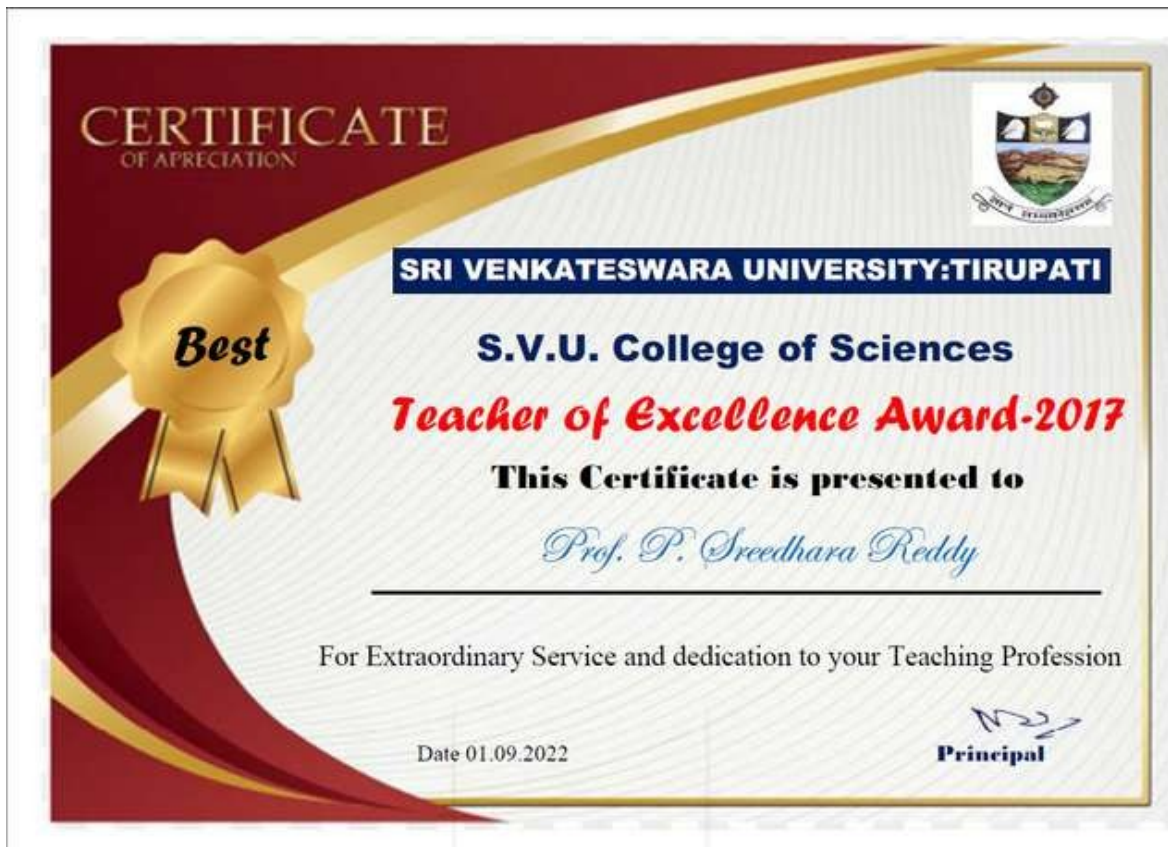 CERTIFICATE
OF APRECIATION
SRI VENKATESWARA UNIVERSITY:TIRUPATI
Best
S.V.U. College of Sciences
Teacher of Excellence Award-2017
This Certificate is presented to
Prof. P. Sreedhara Reddy
For Extraordinary Service and dedication to your Teaching Profession
Date 01.09.2022
Principal